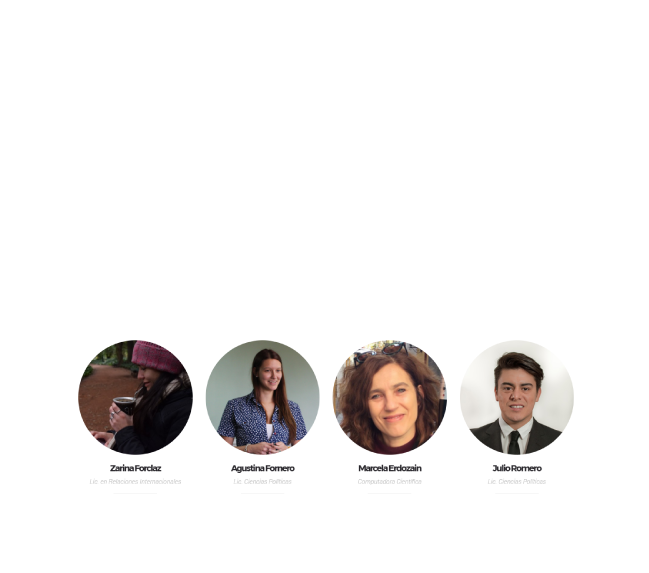 Zarina Forclaz
Agustina Fornero
Marcela Erdozain
Julio Romero
Lic. en Relaciones Internacionales
Lic. Ciencias Políticas
Computadora Científica
Lic. Ciencias Políticas